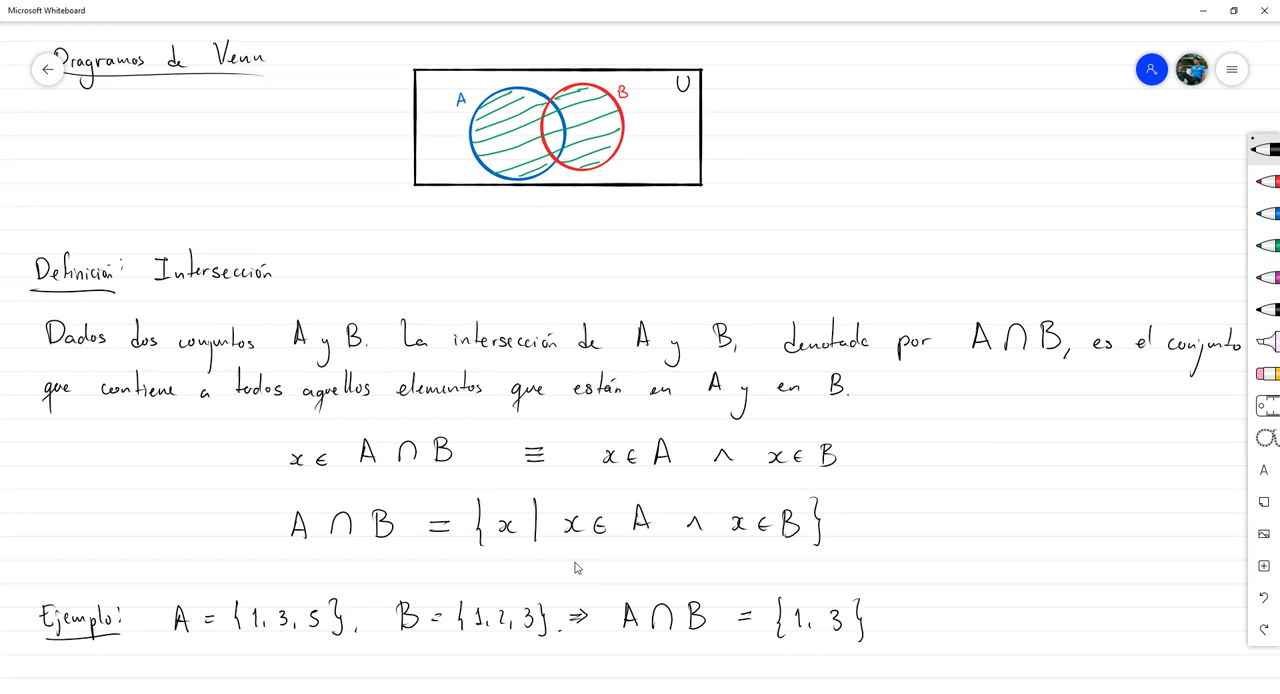 Microsoft Whiteboard
Diagramas de Venn
A B U
Definición: Intersección
Dados dos conjuntos A y B. La intersección de A y B, denotada por A ∩ B, es el conjunto
que contiene a todos aquellos elementos que están en A y en B.
x ∈ A ∩ B ≡ x ∈ A ∧ x ∈ B
A ∩ B = { x | x ∈ A ∧ x ∈ B }
Ejemplo: A = {1, 3, 5}, B = {1, 2, 3}. ⇒ A ∩ B = {1, 3}
A